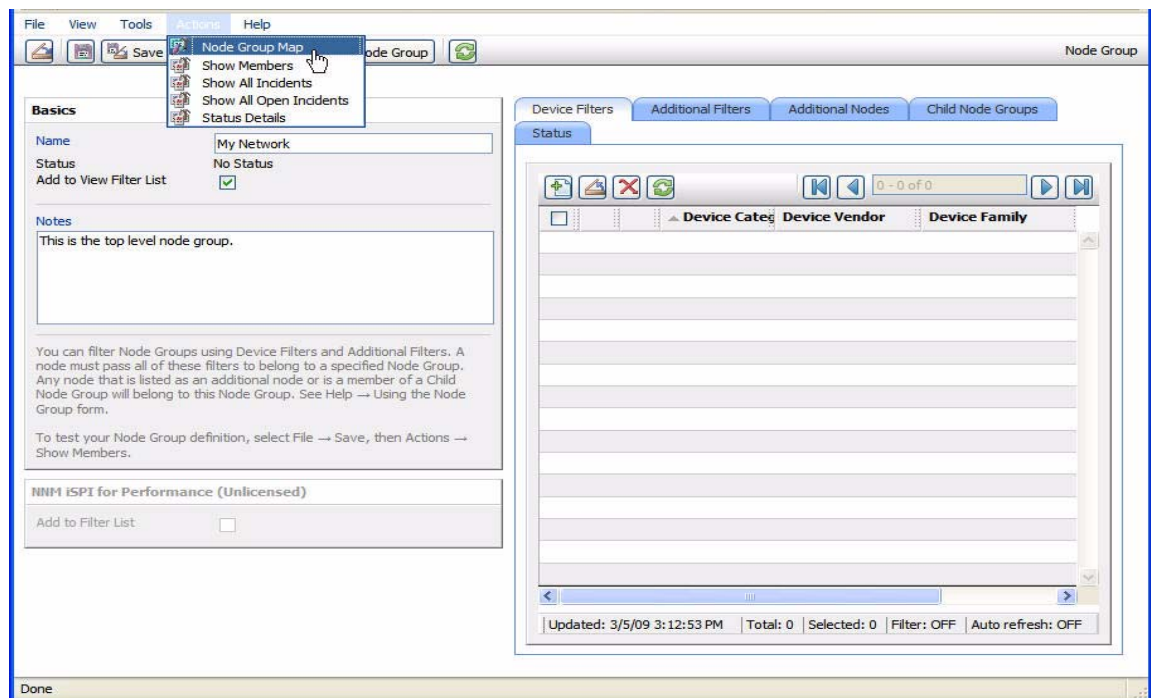 File View Tools Actions Help
Save ode Group Node Group
Node Group Map
Show Members
Show All Incidents
Show All Open Incidents
Status Details
Basics
Name My Network
Status No Status
Add to View Filter List
Notes
This is the top level node group.
You can filter Node Groups using Device Filters and Additional Filters. A
node must pass all of these filters to belong to a specified Node Group.
Any node that is listed as an additional node or is a member of a Child
Node Group will belong to this Node Group. See Help → Using the Node
Group form.
To test your Node Group definition, select File → Save, then Actions →
Show Members.
NNM iSPI for Performance (Unlicensed)
Add to Filter List
Device Filters Additional Filters Additional Nodes Child Node Groups
Status
0 - 0 of 0
Device Categ Device Vendor Device Family
Updated: 3/5/09 3:12:53 PM Total: 0 Selected: 0 Filter: OFF Auto refresh: OFF
Done